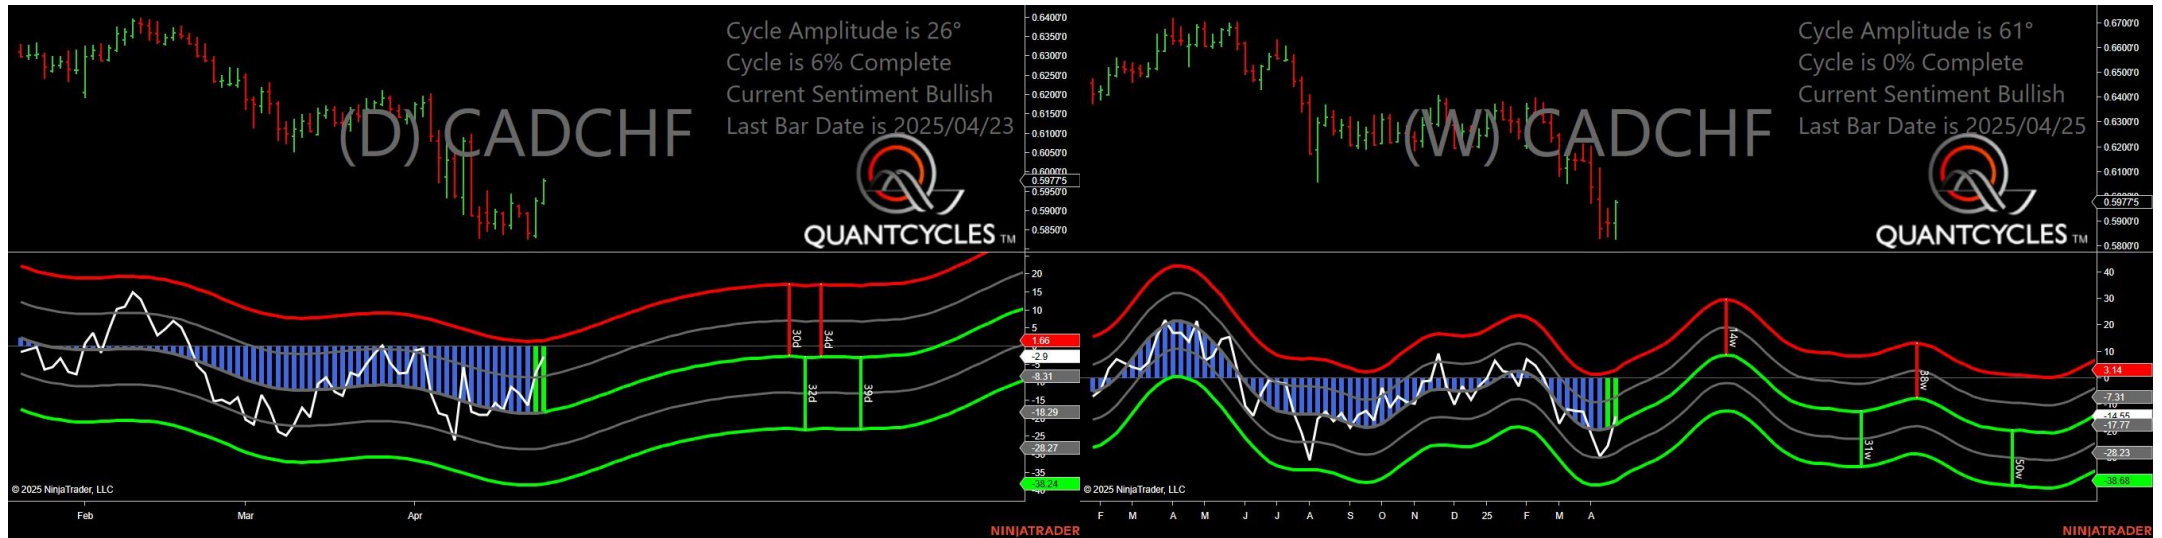 Cycle Amplitude is 26°
Cycle is 6% Complete
Current Sentiment Bullish
Last Bar Date is 2025/04/23
(D) CADCHF
QUANTCYCLES TM
0.6400'0
0.6350'0
0.6300'0
0.6250'0
0.6200'0
0.6150'0
0.6100'0
0.6050'0
0.6000'0
0.5977'5
0.5950'0
0.5900'0
0.5850'0
20
15
10
5
1.66
-2.9
-8.31
-15
-18.29
-25
-28.27
-35
-38.24
30d
34d
32d
39d
© 2025 NinjaTrader, LLC
Feb
Mar
Apr
NINJATRADER
Cycle Amplitude is 61°
Cycle is 0% Complete
Current Sentiment Bullish
Last Bar Date is 2025/04/25
(W) CADCHF
QUANTCYCLES TM
0.6700'0
0.6600'0
0.6500'0
0.6400'0
0.6300'0
0.6200'0
0.6100'0
0.5977'5
0.5900'0
0.5800'0
40
30
20
10
3.14
0
-7.31
-14.55
-17.77
-28.23
-38.68
14w
38w
31w
50w
© 2025 NinjaTrader, LLC
F
M
A
M
J
J
A
S
O
N
D
25
F
M
A
NINJATRADER